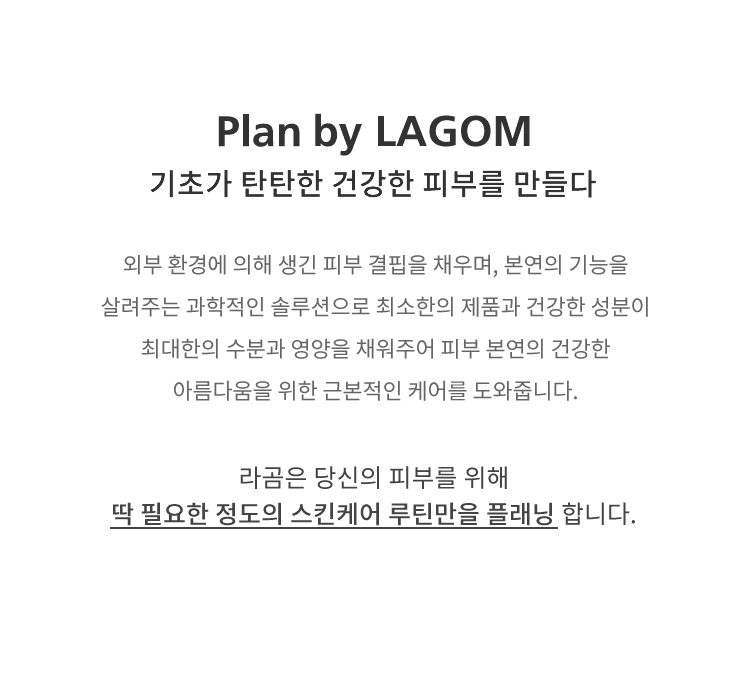 Plan by LAGOM
기초가 탄탄한 건강한 피부를 만들다
외부 환경에 의해 생긴 피부 결핍을 채우며, 본연의 기능을
살려주는 과학적인 솔루션으로 최소한의 제품과 건강한 성분이
최대한의 수분과 영양을 채워주어 피부 본연의 건강한
아름다움을 위한 근본적인 케어를 도와줍니다.
라곰은 당신의 피부를 위해
딱 필요한 정도의 스킨케어 루틴만을 플래닝 합니다.